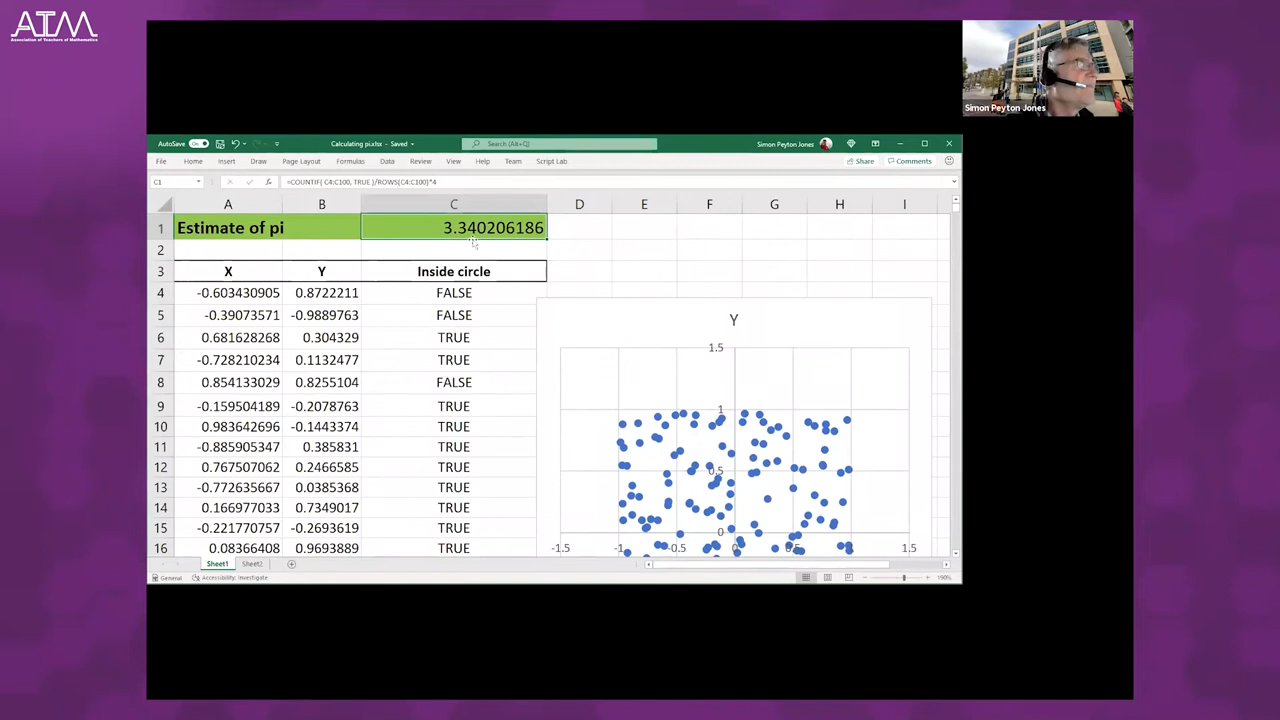 ATM
Association of Teachers of Mathematics
Simon Peyton Jones
AutoSave On
Calculating pi.xlsx - Saved
Search (Alt+Q)
Simon Peyton Jones
File Home Insert Draw Page Layout Formulas Data Review View Help Team Script Lab Share Comments
C1 fx =COUNTIF( C4:C100, TRUE )/ROWS(C4:C100)*4
A B C D E F G H I
1 Estimate of pi 3.340206186
2
3 X Y Inside circle
4 -0.603430905 0.8722211 FALSE
5 -0.39073571 -0.9889763 FALSE
6 0.681628268 0.304329 TRUE
7 -0.728210234 0.1132477 TRUE
8 0.854133029 0.8255104 FALSE
9 -0.159504189 -0.2078763 TRUE
10 0.983642696 -0.1443374 TRUE
11 -0.885905347 0.385831 TRUE
12 0.767507062 0.2466585 TRUE
13 -0.772635667 0.0385368 TRUE
14 0.166977033 0.7349017 TRUE
15 -0.221770757 -0.2693619 TRUE
16 0.08366408 0.9693889 TRUE
Y
1.5
1
0.5
0
-1.5 -1 -0.5 0 0.5 1 1.5
Sheet1 Sheet2
General Accessibility: Investigate 190%